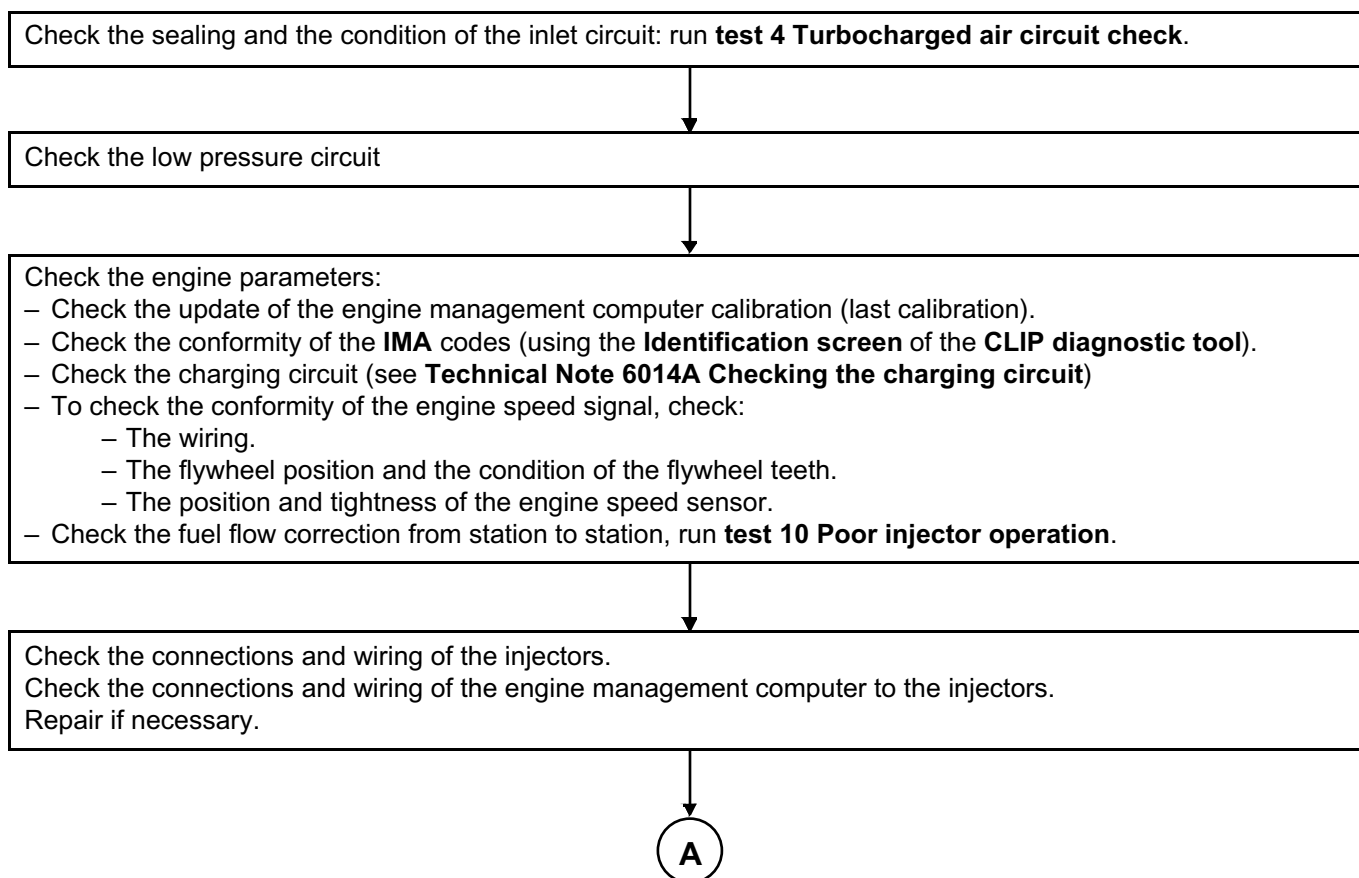 Check the sealing and the condition of the inlet circuit: run test 4 Turbocharged air circuit check.
Check the low pressure circuit
Check the engine parameters:
– Check the update of the engine management computer calibration (last calibration).
– Check the conformity of the IMA codes (using the Identification screen of the CLIP diagnostic tool).
– Check the charging circuit (see Technical Note 6014A Checking the charging circuit)
– To check the conformity of the engine speed signal, check:
– The wiring.
– The flywheel position and the condition of the flywheel teeth.
– The position and tightness of the engine speed sensor.
– Check the fuel flow correction from station to station, run test 10 Poor injector operation.
Check the connections and wiring of the injectors.
Check the connections and wiring of the engine management computer to the injectors.
Repair if necessary.
A